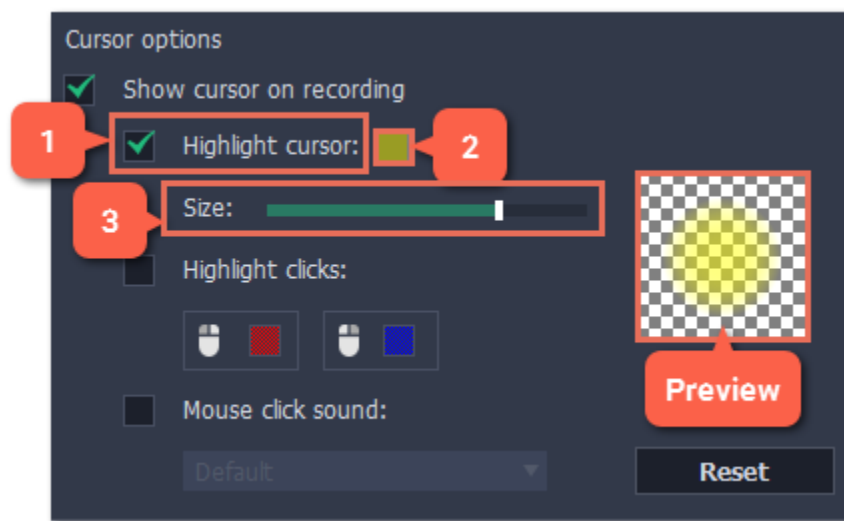 Cursor options
Show cursor on recording
1
Highlight cursor:
2
3
Size:
Highlight clicks:
Preview
Mouse click sound:
Default
Reset